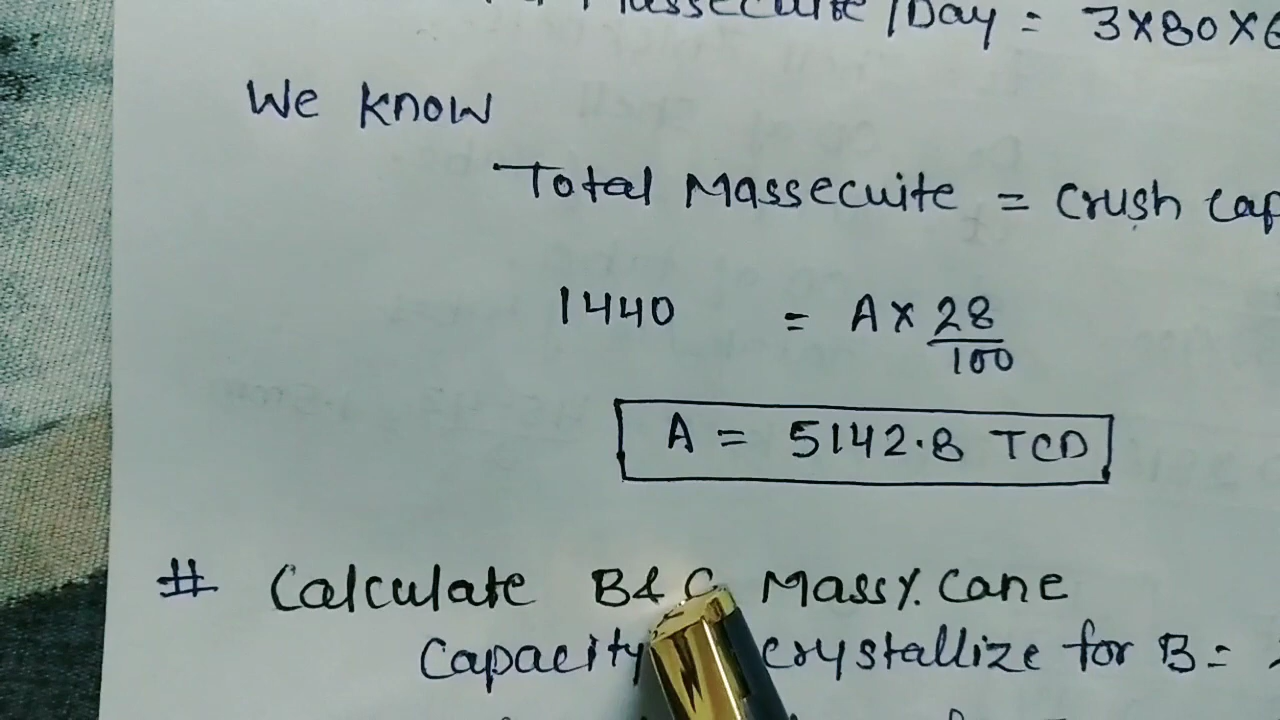 Massecuite / Day = 3×80×6
We know
Total Massecuite = Crush cap
1440 = A × 28/100
A = 5142.8 TCD
# Calculate B & C Mass % Cane
Capacity crystallize for B =